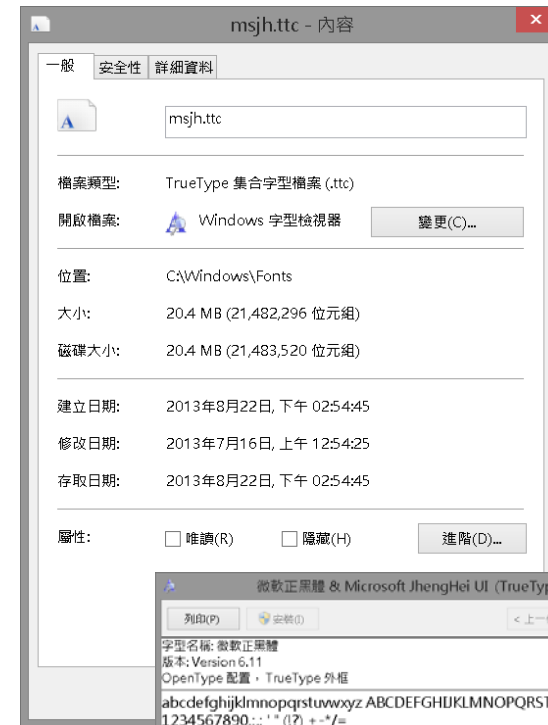 msjh.ttc - 內容
一般 安全性 詳細資料
msjh.ttc
檔案類型: TrueType 集合字型檔案 (.ttc)
開啟檔案: Windows 字型檢視器 變更(C)...
位置: C:\Windows\Fonts
大小: 20.4 MB (21,482,296 位元組)
磁碟大小: 20.4 MB (21,483,520 位元組)
建立日期: 2013年8月22日, 下午 02:54:45
修改日期: 2013年7月16日, 上午 12:54:25
存取日期: 2013年8月22日, 下午 02:54:45
屬性: 唯讀(R) 隱藏(H) 進階(D)...
微軟正黑體 & Microsoft JhengHei UI (TrueTyp
列印(P) 安裝(I) < 上一
字型名稱: 微軟正黑體
版本: Version 6.11
OpenType 配置， TrueType 外框
abcdefghijklmnopqrstuvwxyz ABCDEFGHIJKLMNOPQRST
1234567890.:,; ' " (!?) +-*/=